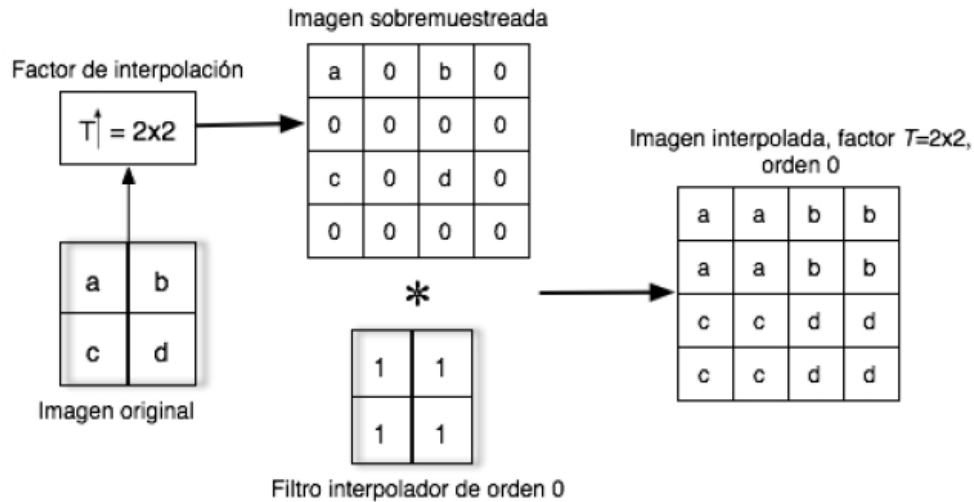 Imagen sobremuestreada
a 0 b 0
0 0 0 0
c 0 d 0
0 0 0 0
Factor de interpolación
T = 2x2
a b
c d
Imagen original
*
1 1
1 1
Filtro interpolador de orden 0
Imagen interpolada, factor T=2x2,
orden 0
a a b b
a a b b
c c d d
c c d d